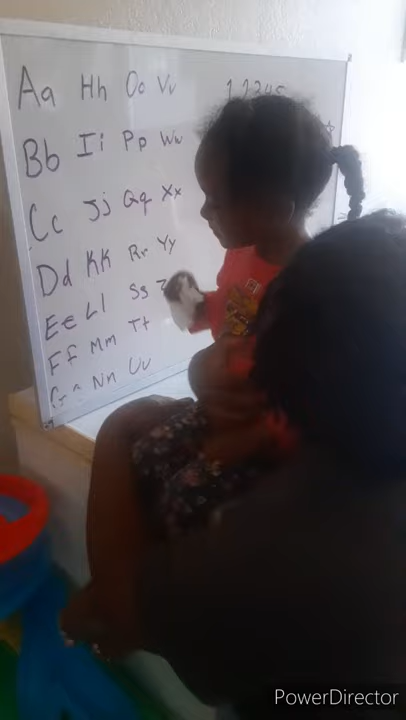 Aa Hh Oo Vv 12345
Bb Ii Pp Ww
Cc Jj Qq Xx
Dd KK Rr Yy
Ee Ll Ss
Ff Mm Tt
Nn Uu
PowerDirector